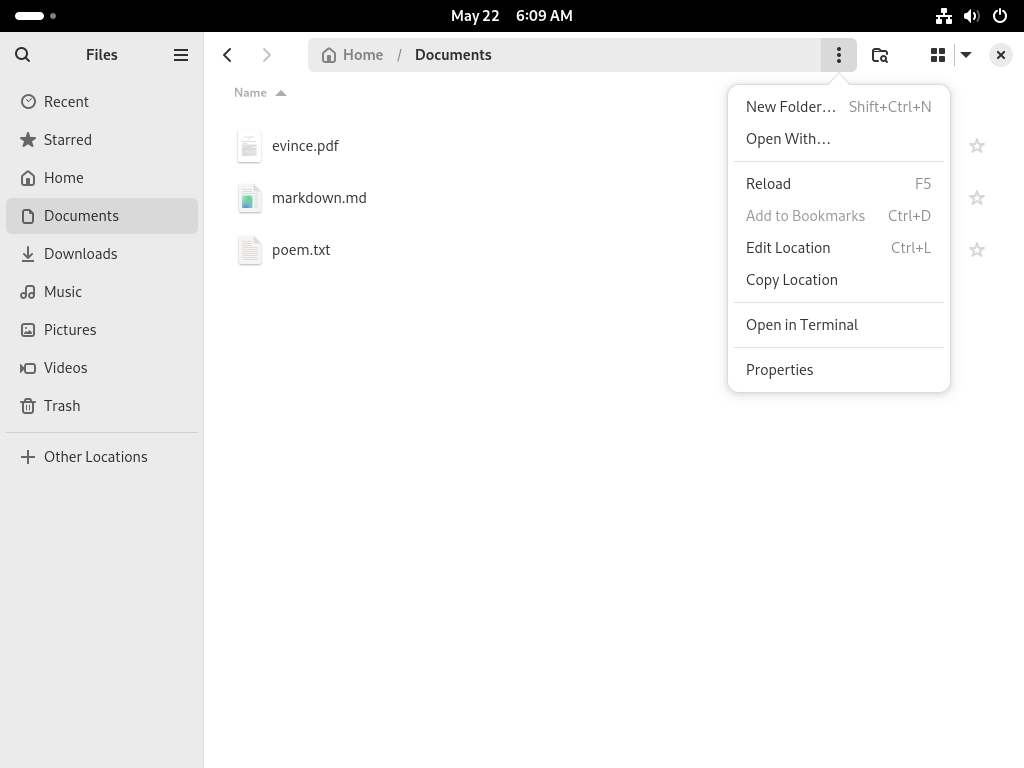 May 22 6:09 AM
Files
Home / Documents
Name
Recent
Starred
Home
Documents
Downloads
Music
Pictures
Videos
Trash
Other Locations
evince.pdf
markdown.md
poem.txt
New Folder… Shift+Ctrl+N
Open With…
Reload F5
Add to Bookmarks Ctrl+D
Edit Location Ctrl+L
Copy Location
Open in Terminal
Properties